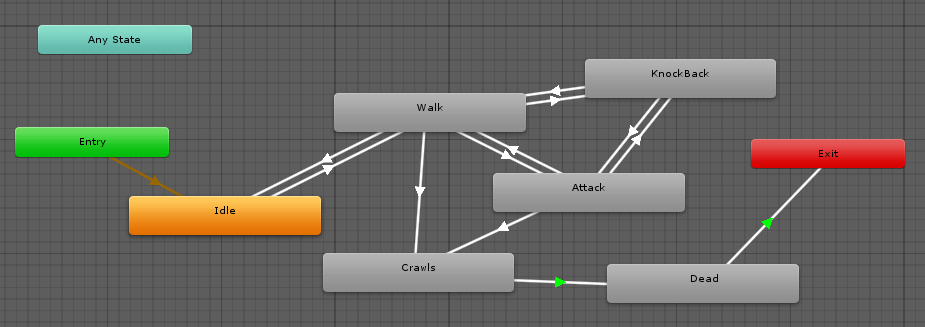 Any State
KnockBack
Walk
Entry
Exit
Attack
Idle
Crawls
Dead